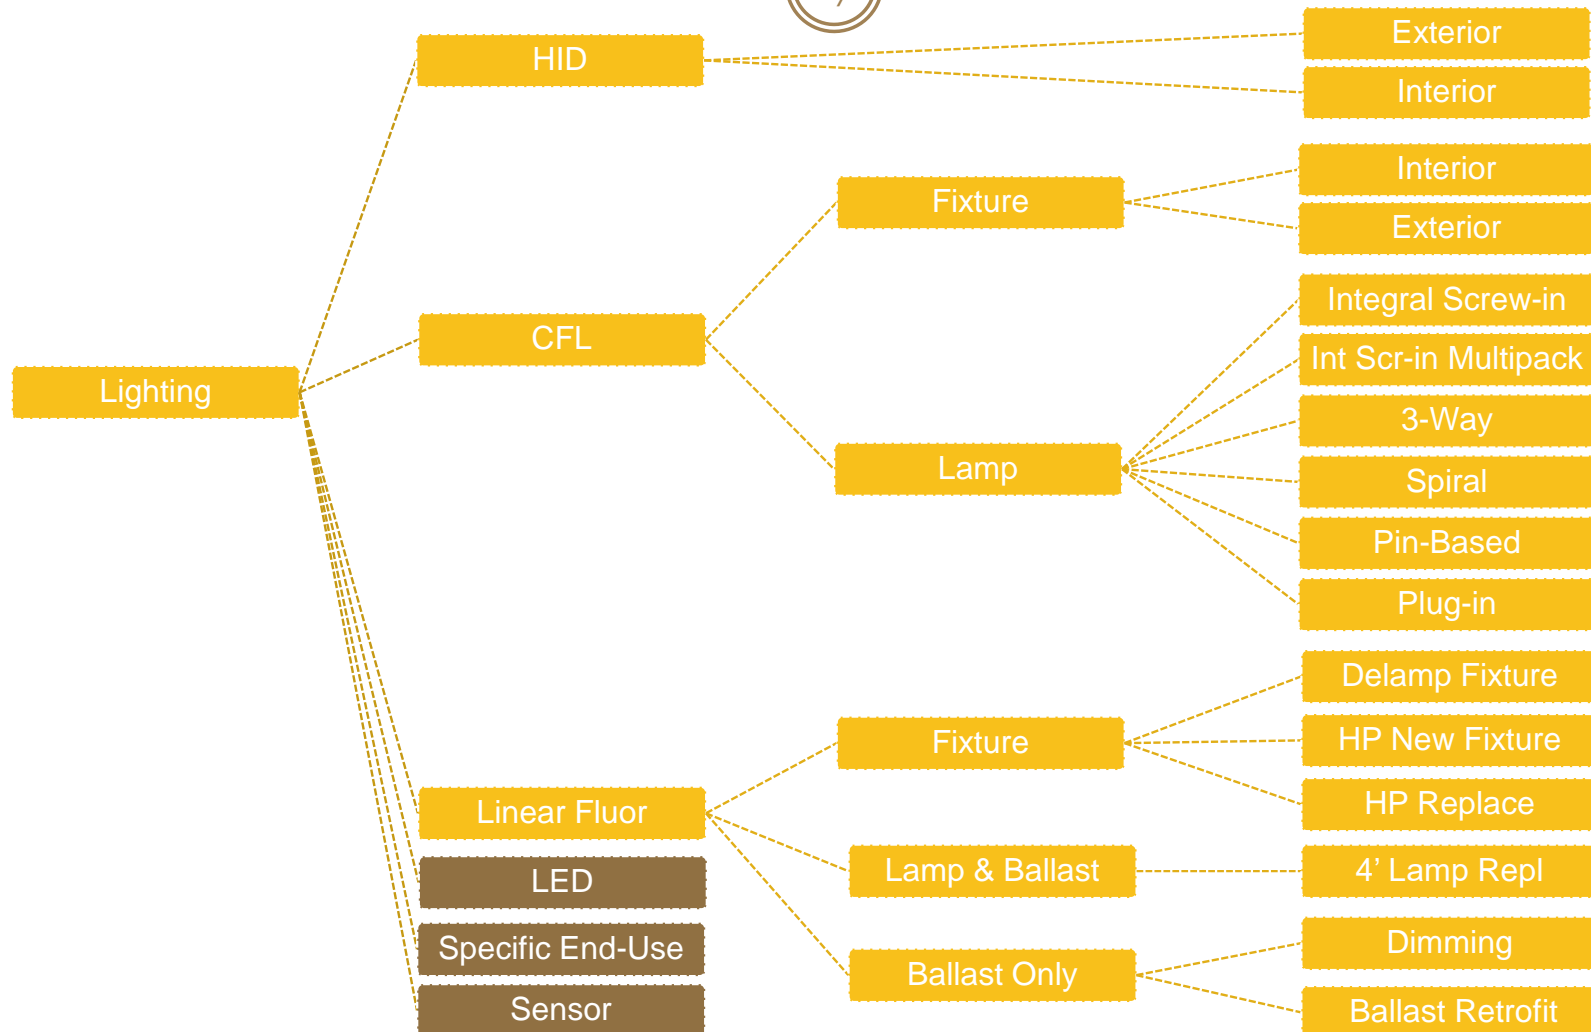 Lighting
HID
Exterior
Interior
CFL
Fixture
Interior
Exterior
Lamp
Integral Screw-in
Int Scr-in Multipack
3-Way
Spiral
Pin-Based
Plug-in
Linear Fluor
Fixture
Delamp Fixture
HP New Fixture
HP Replace
Lamp & Ballast
4’ Lamp Repl
Ballast Only
Dimming
Ballast Retrofit
LED
Specific End-Use
Sensor